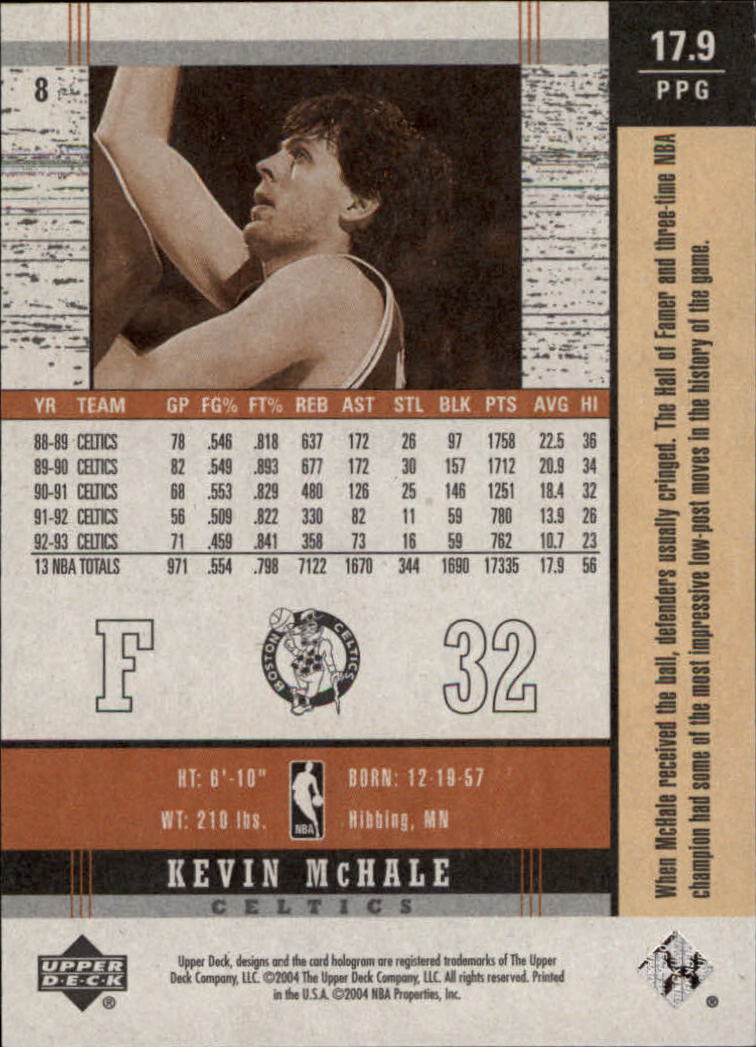 8
17.9
PPG
When McHale received the ball, defenders usually cringed. The Hall of Famer and three-time NBA
champion had some of the most impressive low-post moves in the history of the game.
YR TEAM GP FG% FT% REB AST STL BLK PTS AVG HI
88-89 CELTICS 78 .546 .818 637 172 26 97 1758 22.5 36
89-90 CELTICS 82 .549 .893 677 172 30 157 1712 20.9 34
90-91 CELTICS 68 .553 .829 480 126 25 146 1251 18.4 32
91-92 CELTICS 56 .509 .822 330 82 11 59 780 13.9 26
92-93 CELTICS 71 .459 .841 358 73 16 59 762 10.7 23
13 NBA TOTALS 971 .554 .798 7122 1670 344 1690 17335 17.9 56
F
BOSTON CELTICS
32
HT: 6'-10" BORN: 12-19-57
WT: 210 lbs. Hibbing, MN
NBA
KEVIN McHALE
CELTICS
UPPER
D·E·C·K
®
Upper Deck, designs and the card hologram are registered trademarks of The Upper
Deck Company, LLC. ©2004 The Upper Deck Company, LLC. All rights reserved. Printed
in the U.S.A. ©2004 NBA Properties, Inc.
®